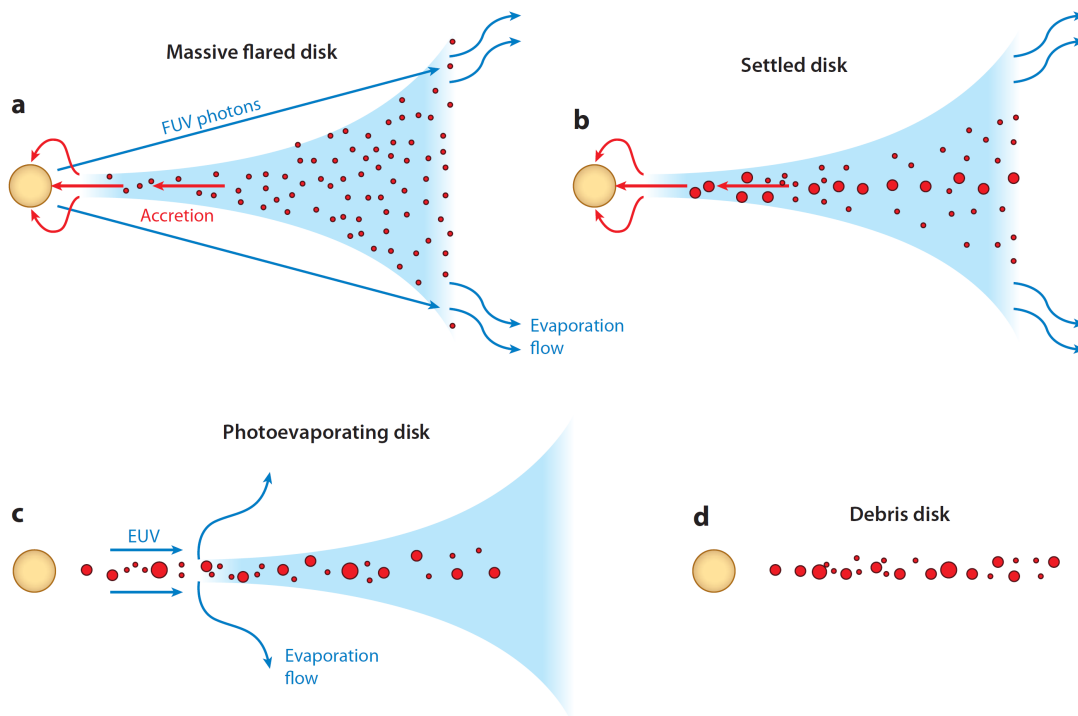 Massive flared disk
a
FUV photons
Accretion
Evaporation
flow
Settled disk
b
Photoevaporating disk
c
EUV
Evaporation
flow
d
Debris disk